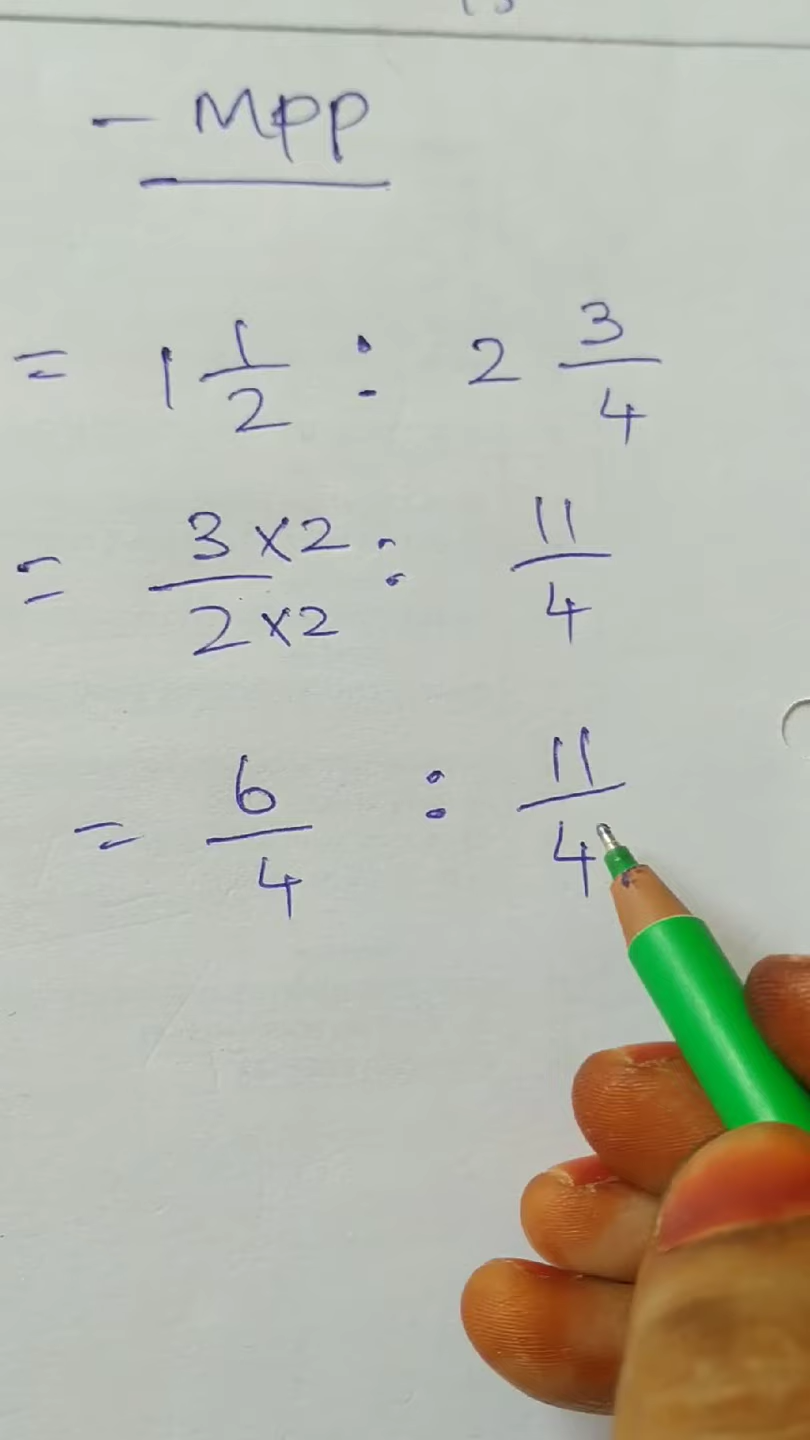 - MPP
= 1 1/2 : 2 3/4
= 3×2/2×2 : 11/4
= 6/4 : 11/4